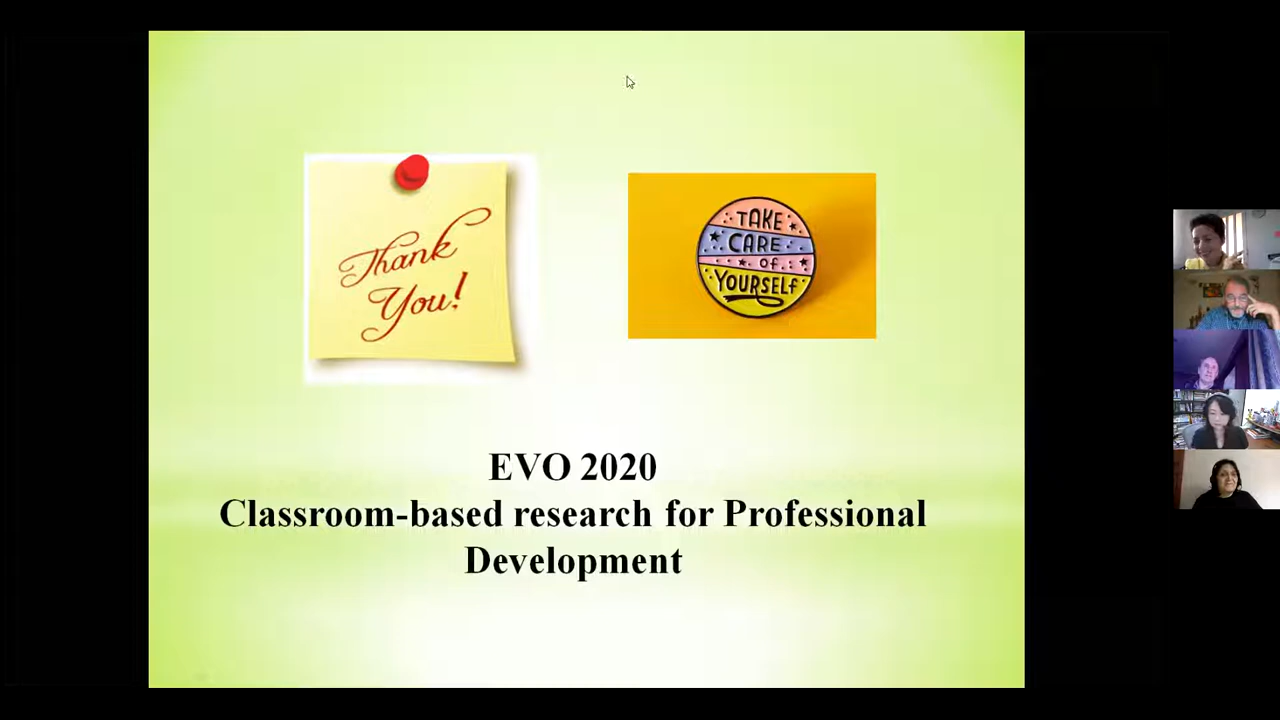 Thank
You!
TAKE
CARE
of
YOURSELF
EVO 2020
Classroom-based research for Professional
Development